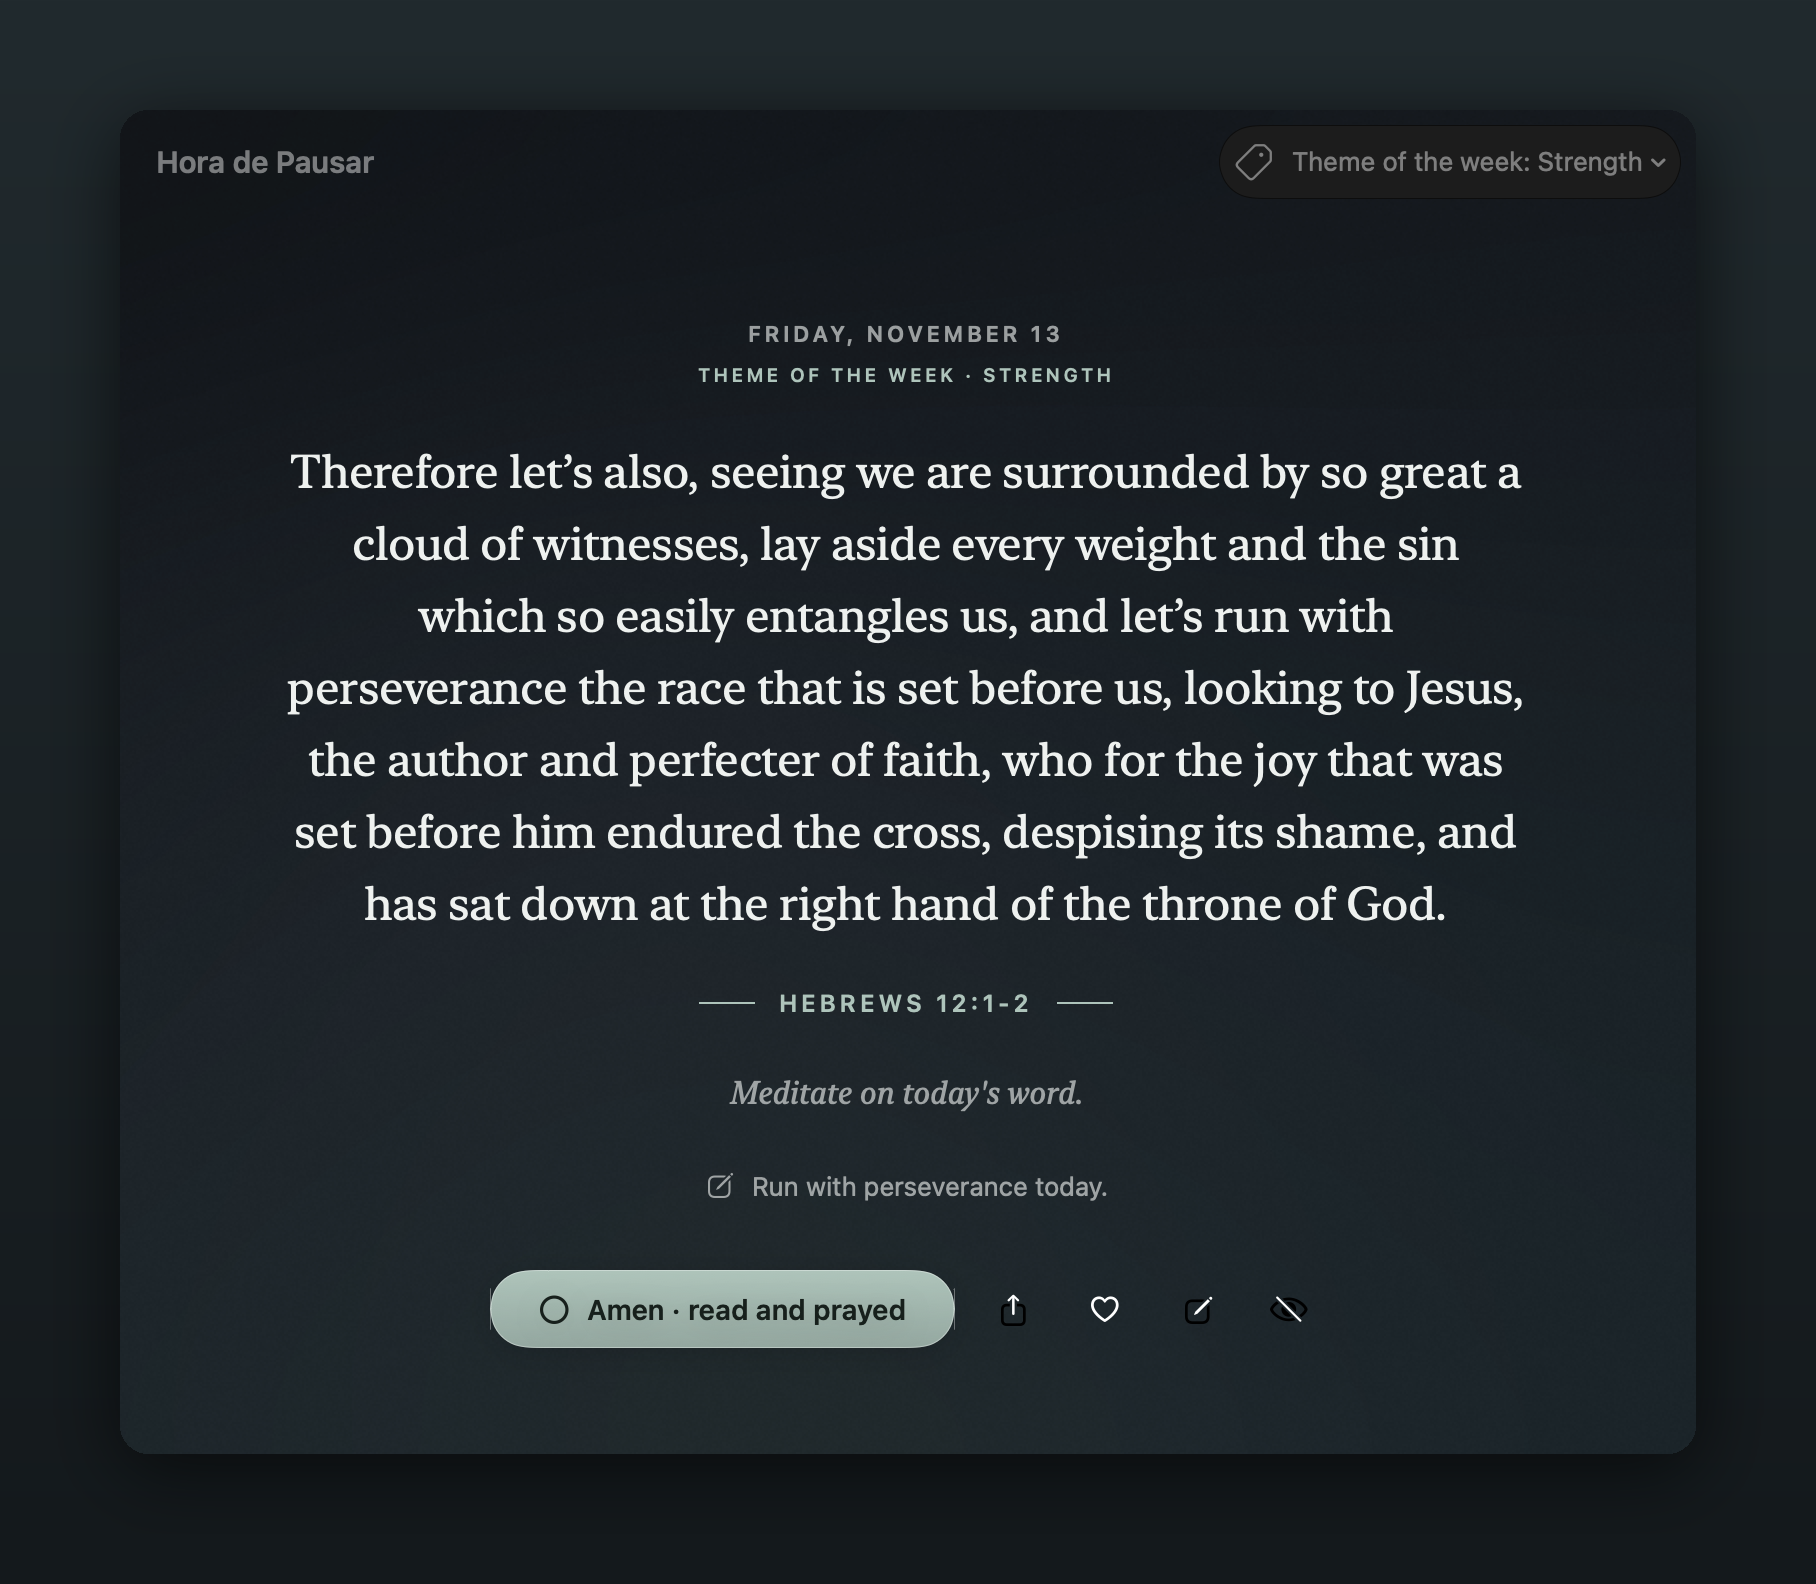 Hora de Pausar
Theme of the week: Strength
FRIDAY, NOVEMBER 13
THEME OF THE WEEK · STRENGTH
Therefore let’s also, seeing we are surrounded by so great a
cloud of witnesses, lay aside every weight and the sin
which so easily entangles us, and let’s run with
perseverance the race that is set before us, looking to Jesus,
the author and perfecter of faith, who for the joy that was
set before him endured the cross, despising its shame, and
has sat down at the right hand of the throne of God.
HEBREWS 12:1-2
Meditate on today's word.
Run with perseverance today.
Amen · read and prayed